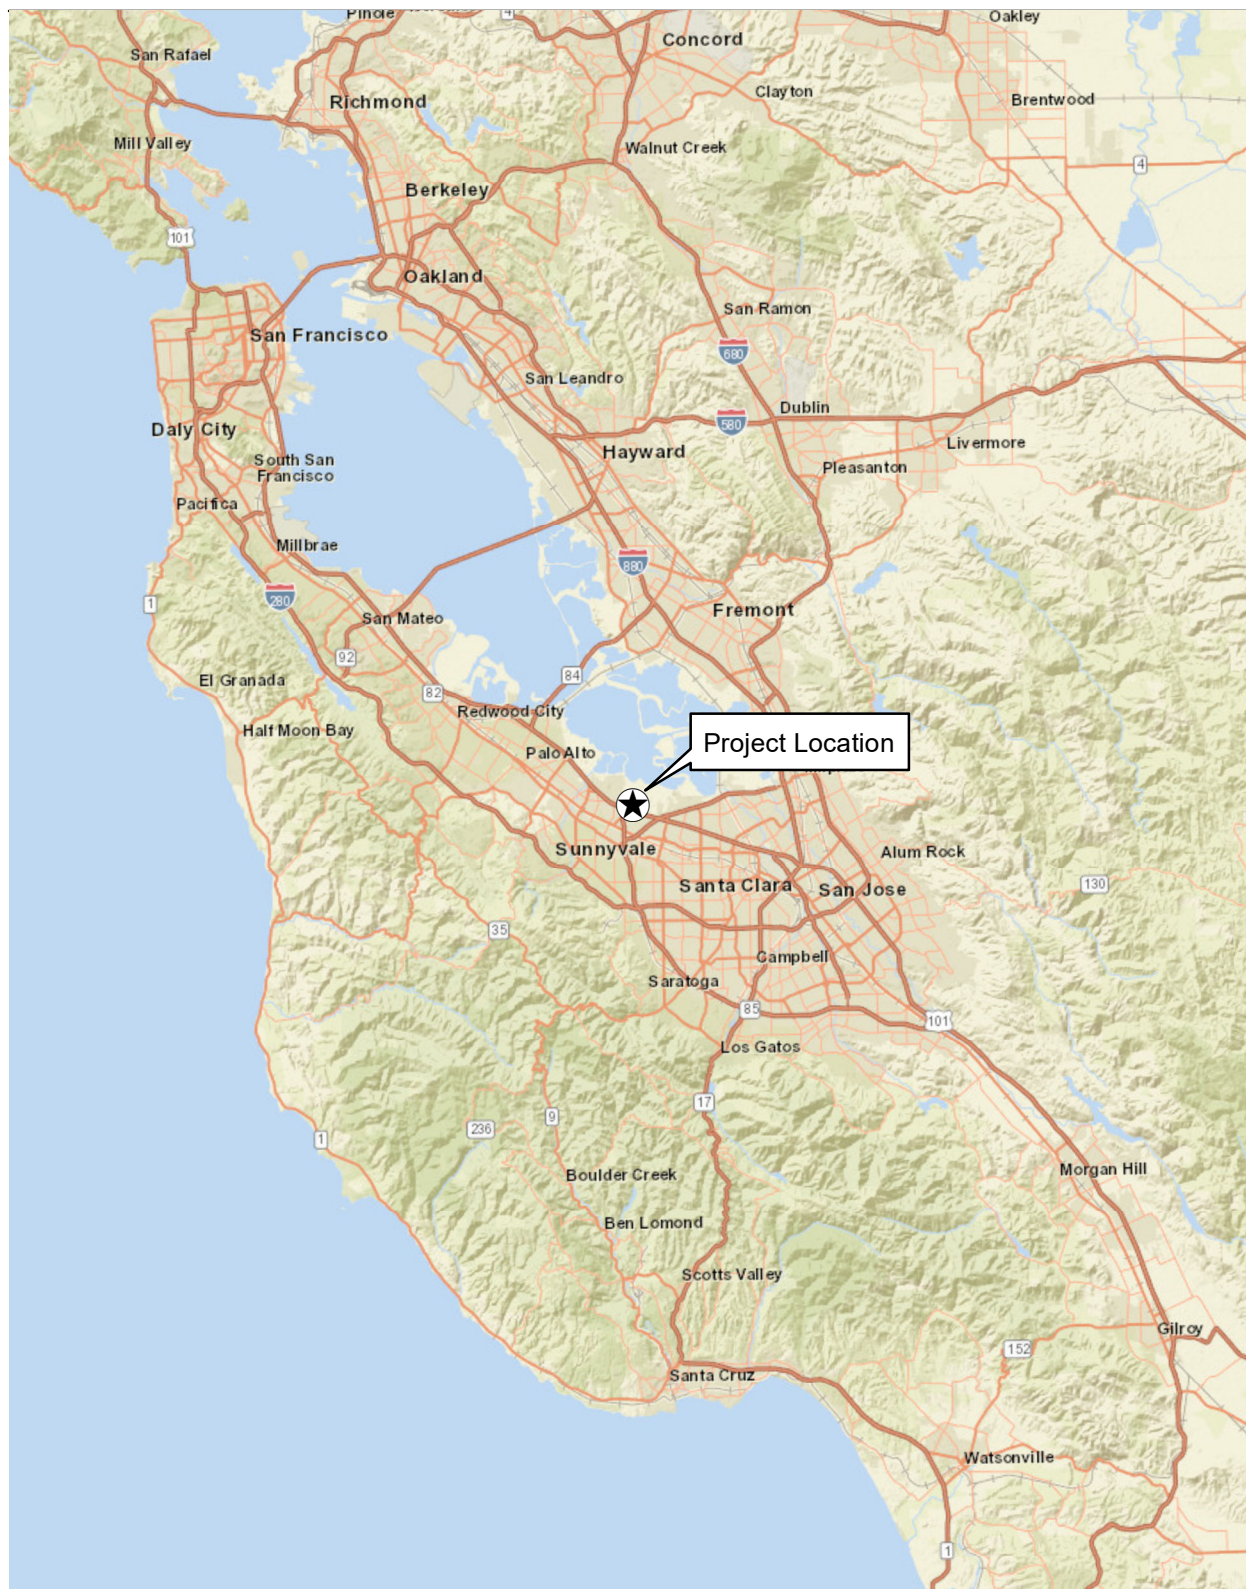 Pinole
4
Oakley
San Rafael
Concord
Clayton
Richmond
Brentwood
Mill Valley
Walnut Creek
4
Berkeley
101
Oakland
San Ramon
San Francisco
680
San Leandro
Dublin
580
Daly City
Livermore
Hayward
South San
Francisco
Pleasanton
Pacifica
Millbrae
880
280
1
Fremont
San Mateo
92
84
El Granada
82
Redwood City
Half Moon Bay
Project Location
Palo Alto
Sunnyvale
Alum Rock
Santa Clara
San Jose
130
35
Campbell
Saratoga
85
101
Los Gatos
17
9
236
1
Morgan Hill
Boulder Creek
Ben Lomond
Scotts Valley
Gilroy
152
Santa Cruz
Watsonville
1